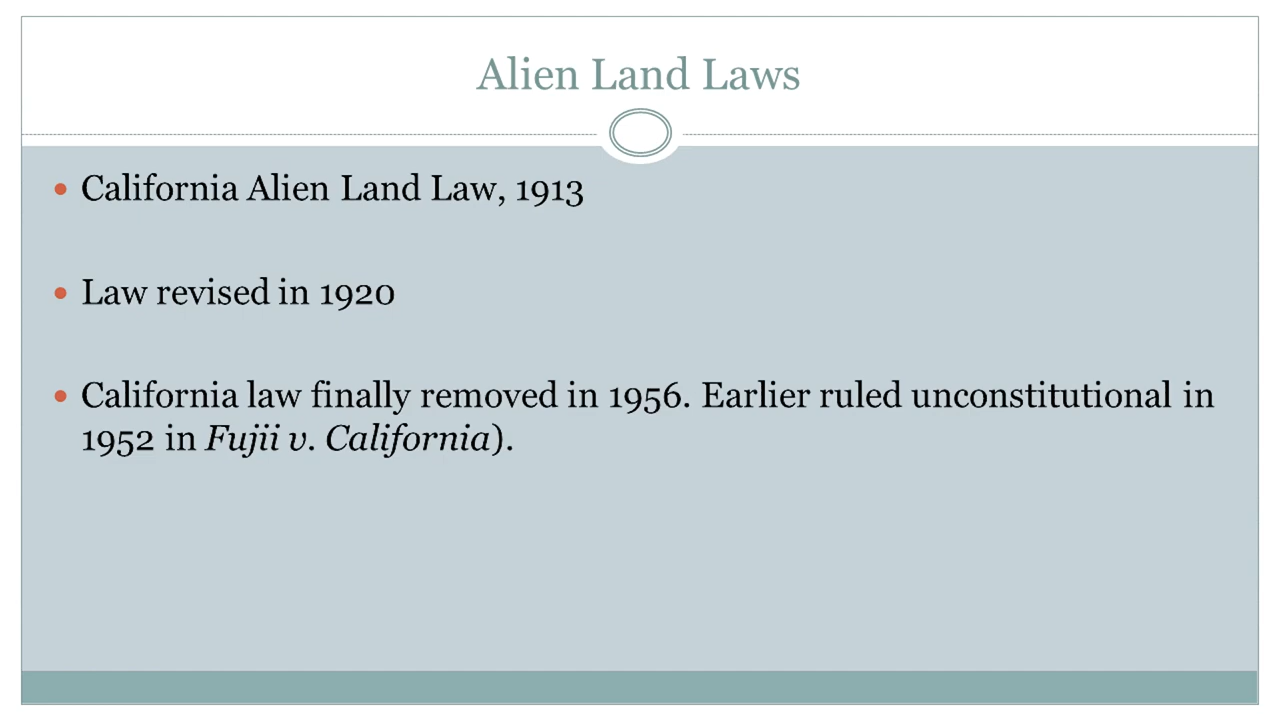 Alien Land Laws
California Alien Land Law, 1913
Law revised in 1920
California law finally removed in 1956. Earlier ruled unconstitutional in
1952 in Fujii v. California).